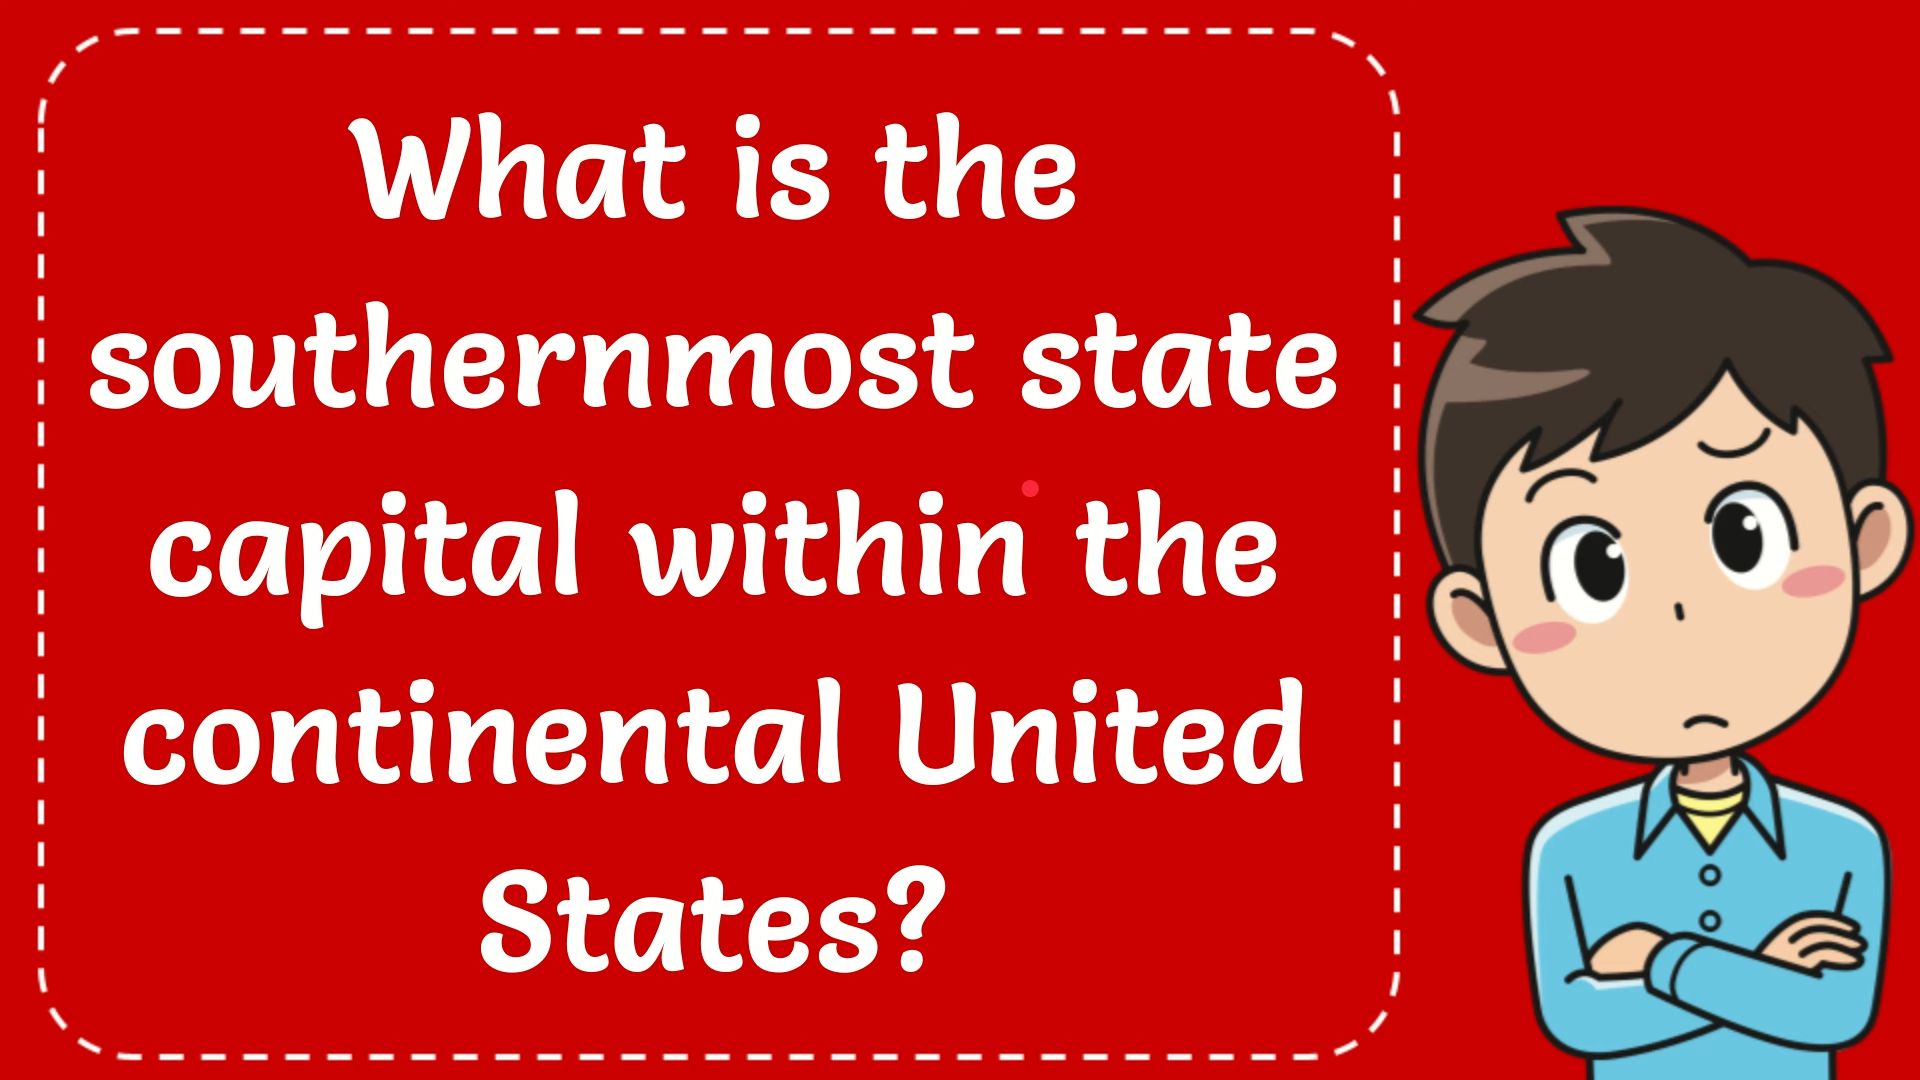 What is the
southernmost state
capital within the
continental United
States?